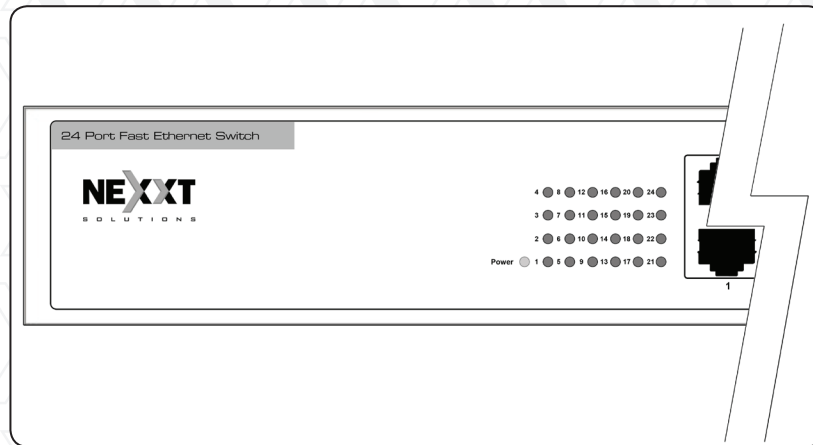 24 Port Fast Ethernet Switch
NEXXT
SOLUTIONS
4 8 12 16 20 24
3 7 11 15 19 23
2 6 10 14 18 22
Power 1 5 9 13 17 21
1